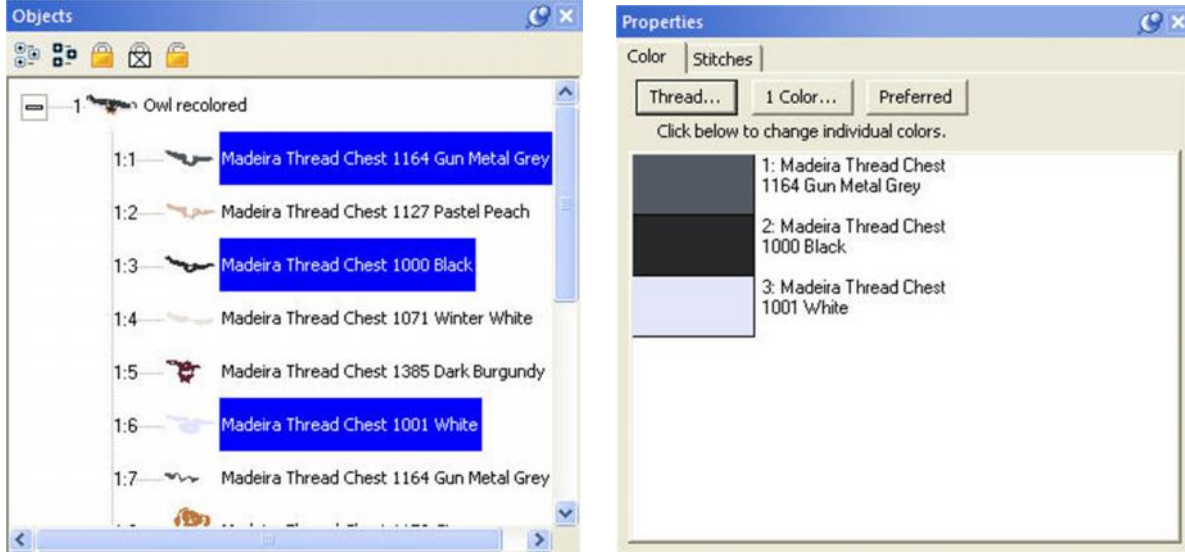 Objects
1 Owl recolored
1:1 Madeira Thread Chest 1164 Gun Metal Grey
1:2 Madeira Thread Chest 1127 Pastel Peach
1:3 Madeira Thread Chest 1000 Black
1:4 Madeira Thread Chest 1071 Winter White
1:5 Madeira Thread Chest 1385 Dark Burgundy
1:6 Madeira Thread Chest 1001 White
1:7 Madeira Thread Chest 1164 Gun Metal Grey
Properties
Color Stitches
Thread... 1 Color... Preferred
Click below to change individual colors.
1: Madeira Thread Chest
1164 Gun Metal Grey
2: Madeira Thread Chest
1000 Black
3: Madeira Thread Chest
1001 White